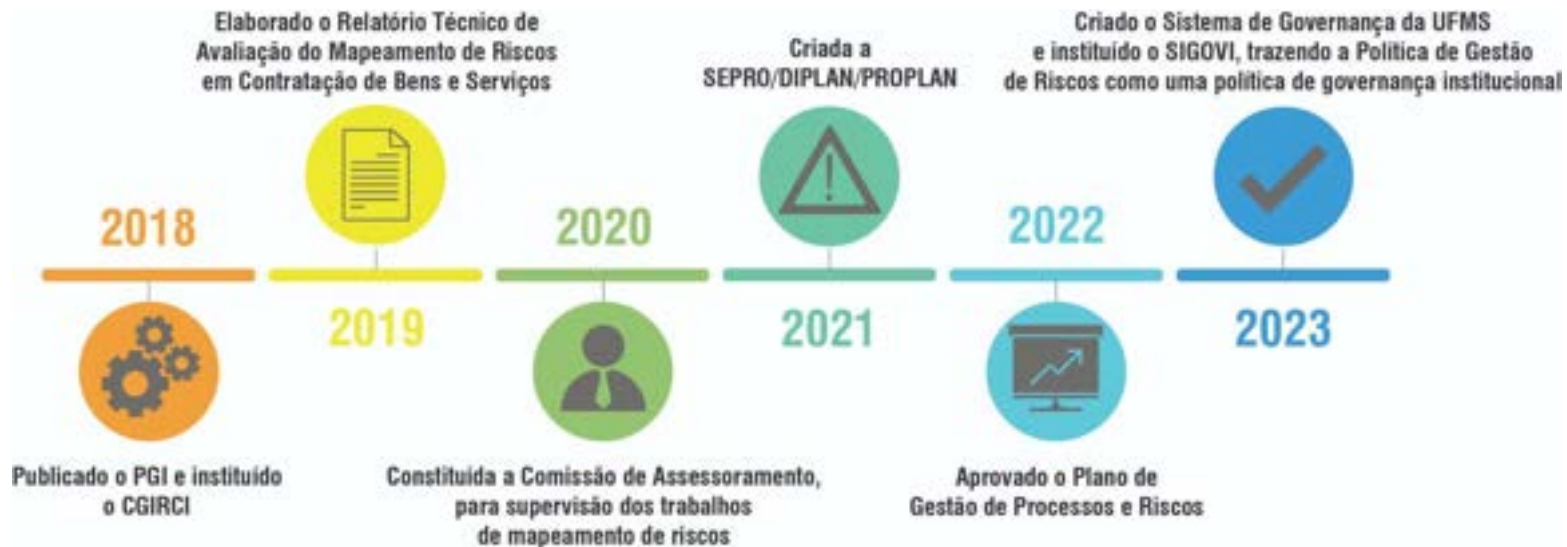 Publicado o PGI e instituído
o CGIRCI
2018
Elaborado o Relatório Técnico de
Avaliação do Mapeamento de Riscos
em Contratação de Bens e Serviços
2019
2020
Constituída a Comissão de Assessoramento,
para supervisão dos trabalhos
de mapeamento de riscos
Criada a
SEPRO/DIPLAN/PROPLAN
2021
2022
Aprovado o Plano de
Gestão de Processos e Riscos
Criado o Sistema de Governança da UFMS
e instituído o SIGOVI, trazendo a Política de Gestão
de Riscos como uma política de governança institucional
2023